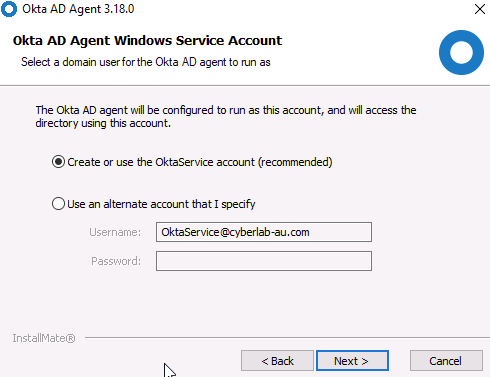 Okta AD Agent 3.18.0
Okta AD Agent Windows Service Account
Select a domain user for the Okta AD agent to run as
The Okta AD agent will be configured to run as this account, and will access the
directory using this account.
Create or use the OktaService account (recommended)
Use an alternate account that I specify
Username: OktaService@cyberlab-au.com
Password:
InstallMate®
< Back Next > Cancel